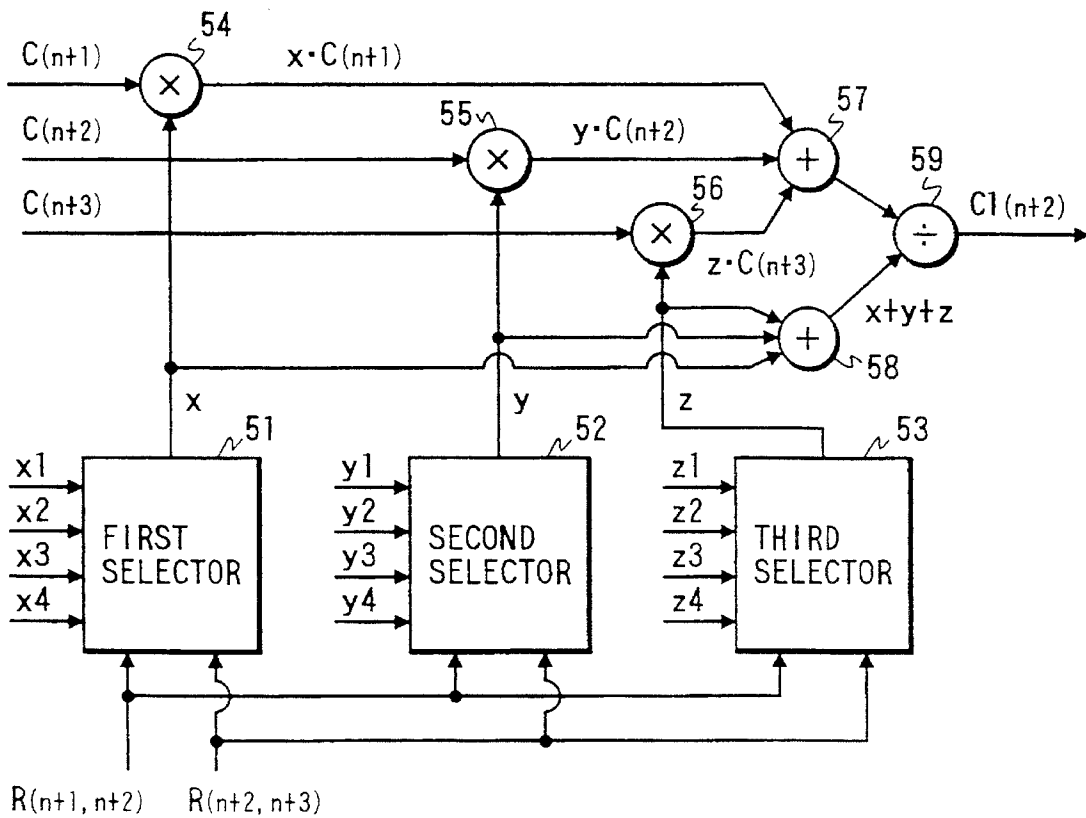 54
C(n+1)
x·C(n+1)
×
57
55
C(n+2)
y·C(n+2)
×
+
59
56
C(n+3)
C1(n+2)
×
÷
z·C(n+3)
x+y+z
+
58
x
y
z
51
52
53
x1
x2
x3
x4
FIRST
SELECTOR
y1
y2
y3
y4
SECOND
SELECTOR
z1
z2
z3
z4
THIRD
SELECTOR
R(n+1, n+2)
R(n+2, n+3)